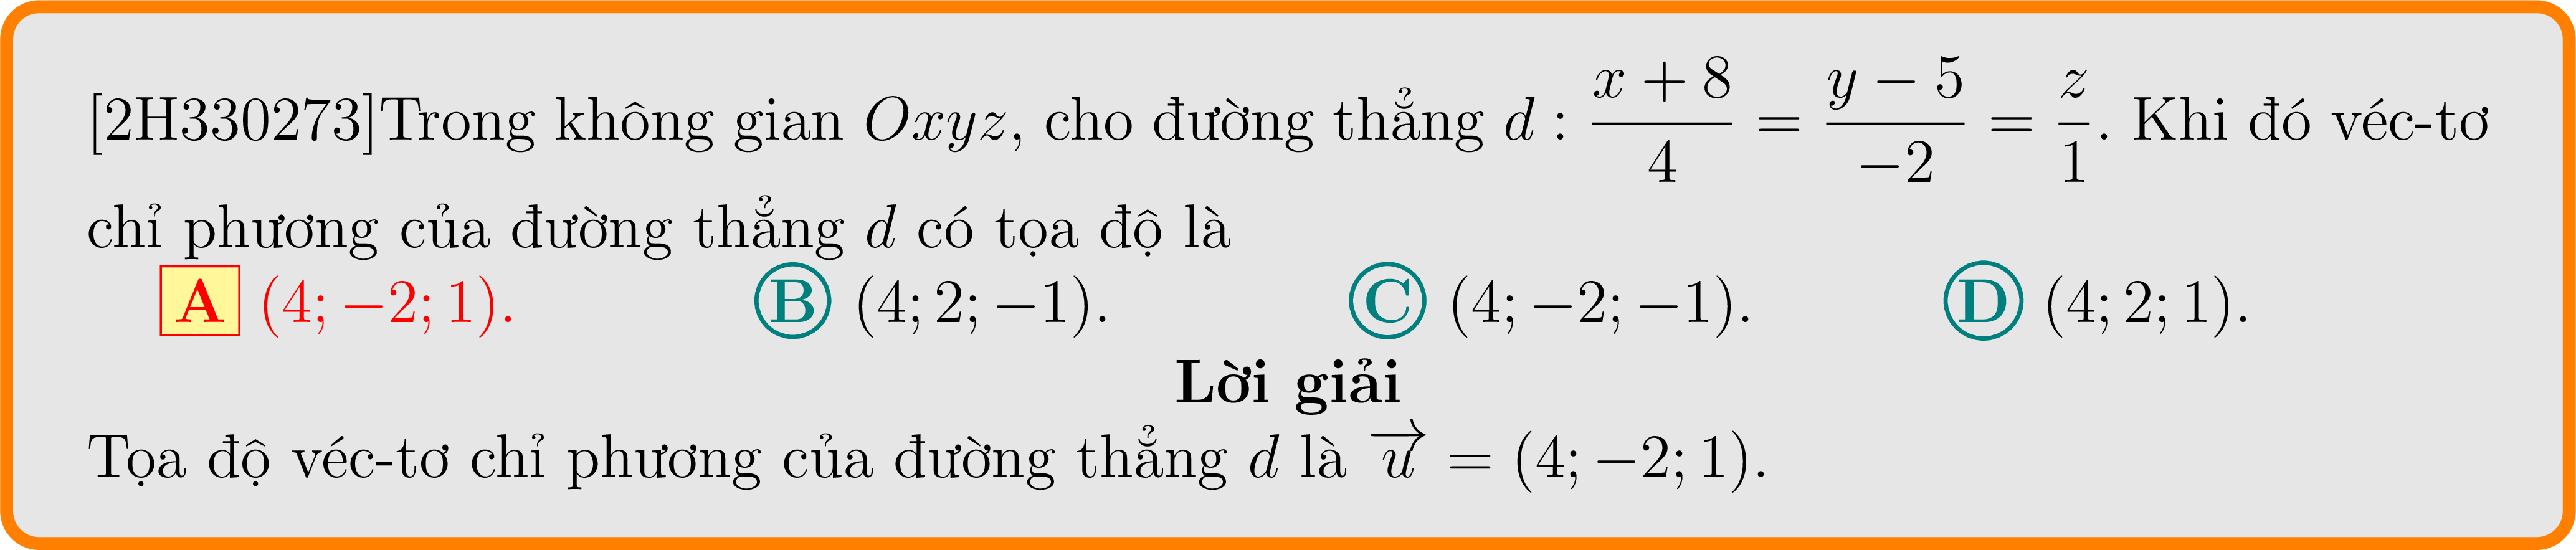 [2H330273]Trong không gian Oxyz, cho đường thẳng d : \frac{x + 8}{4} = \frac{y − 5}{−2} = \frac{z}{1}. Khi đó véc-tơ
chỉ phương của đường thẳng d có tọa độ là
A (4; −2; 1). B (4; 2; −1). C (4; −2; −1). D (4; 2; 1).
Lời giải
Tọa độ véc-tơ chỉ phương của đường thẳng d là \overrightarrow{u} = (4; −2; 1).